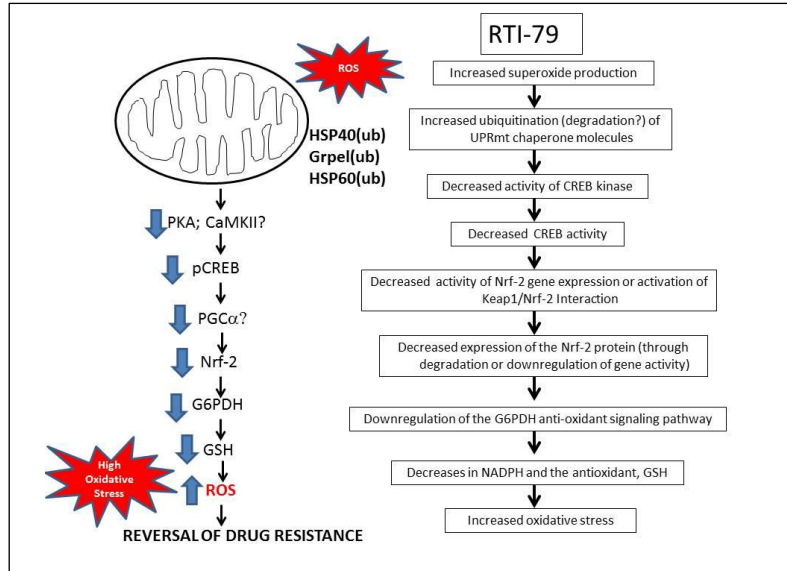 ROS
HSP40(ub)
Grpel(ub)
HSP60(ub)
PKA; CaMKII?
pCREB
PGCα?
Nrf-2
G6PDH
GSH
High
Oxidative
Stress
ROS
REVERSAL OF DRUG RESISTANCE
RTI-79
Increased superoxide production
Increased ubiquitination (degradation?) of
UPRmt chaperone molecules
Decreased activity of CREB kinase
Decreased CREB activity
Decreased activity of Nrf-2 gene expression or activation of
Keap1/Nrf-2 Interaction
Decreased expression of the Nrf-2 protein (through
degradation or downregulation of gene activity)
Downregulation of the G6PDH anti-oxidant signaling pathway
Decreases in NADPH and the antioxidant, GSH
Increased oxidative stress